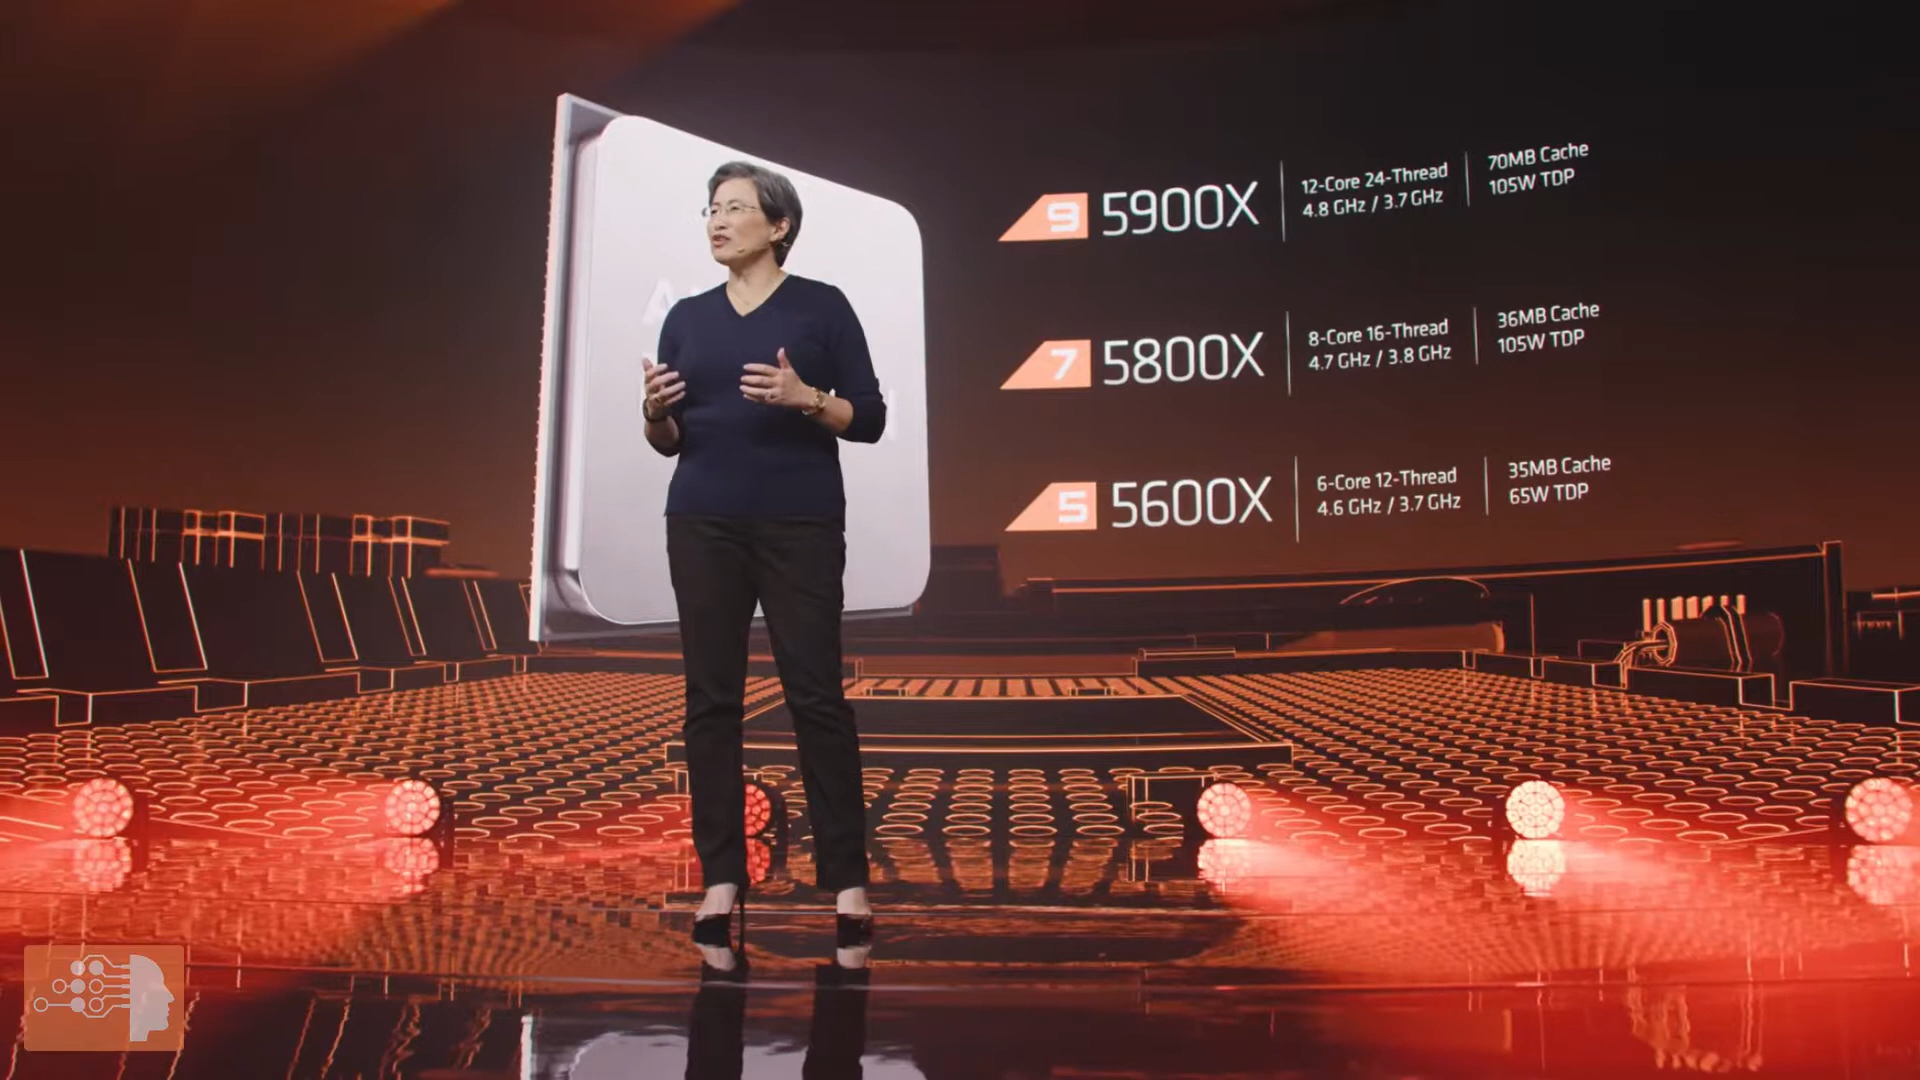 9 5900X
12-Core 24-Thread
4.8 GHz / 3.7 GHz
70MB Cache
105W TDP
7 5800X
8-Core 16-Thread
4.7 GHz / 3.8 GHz
36MB Cache
105W TDP
5 5600X
6-Core 12-Thread
4.6 GHz / 3.7 GHz
35MB Cache
65W TDP